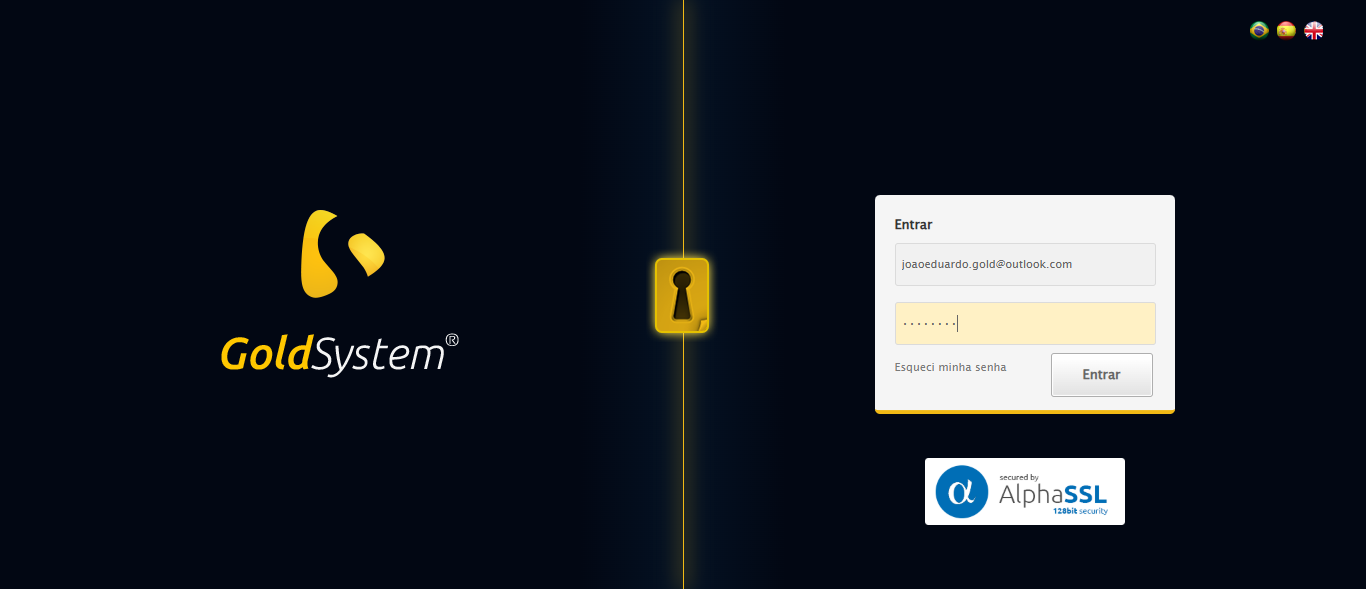 GoldSystem®
Entrar
joaoeduardo.gold@outlook.com
........
Esqueci minha senha
Entrar
α
secured by
AlphaSSL
128bit security